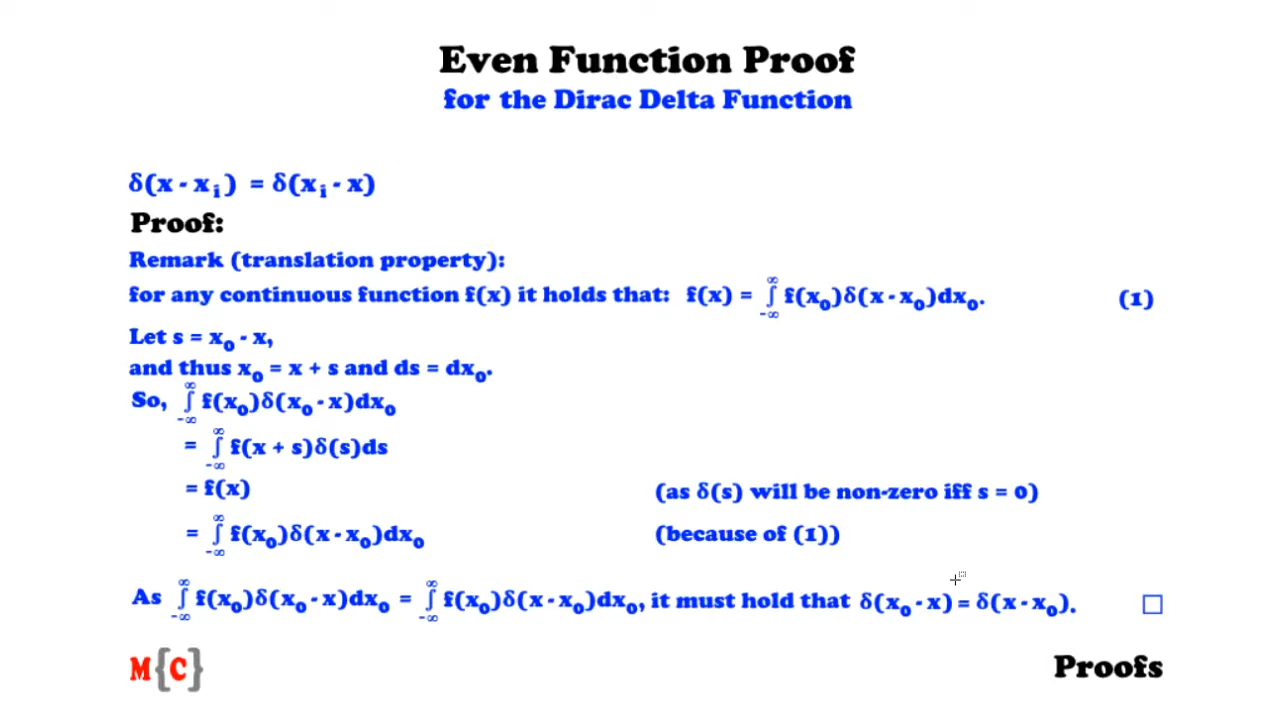 Even Function Proof
for the Dirac Delta Function
δ(x - xᵢ) = δ(xᵢ - x)
Proof:
Remark (translation property):
for any continuous function f(x) it holds that: f(x) = ∫_{-∞}^{∞} f(x₀)δ(x - x₀)dx₀. (1)
Let s = x₀ - x,
and thus x₀ = x + s and ds = dx₀.
So, ∫_{-∞}^{∞} f(x₀)δ(x₀ - x)dx₀
= ∫_{-∞}^{∞} f(x + s)δ(s)ds
= f(x) (as δ(s) will be non-zero iff s = 0)
= ∫_{-∞}^{∞} f(x₀)δ(x - x₀)dx₀ (because of (1))
As ∫_{-∞}^{∞} f(x₀)δ(x₀ - x)dx₀ = ∫_{-∞}^{∞} f(x₀)δ(x - x₀)dx₀, it must hold that δ(x₀ - x) = δ(x - x₀). □
M{C} Proofs